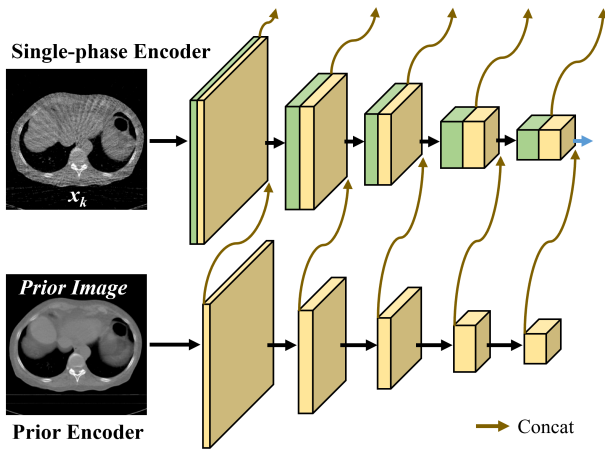 Single-phase Encoder
x_k
Prior Image
Prior Encoder
Concat